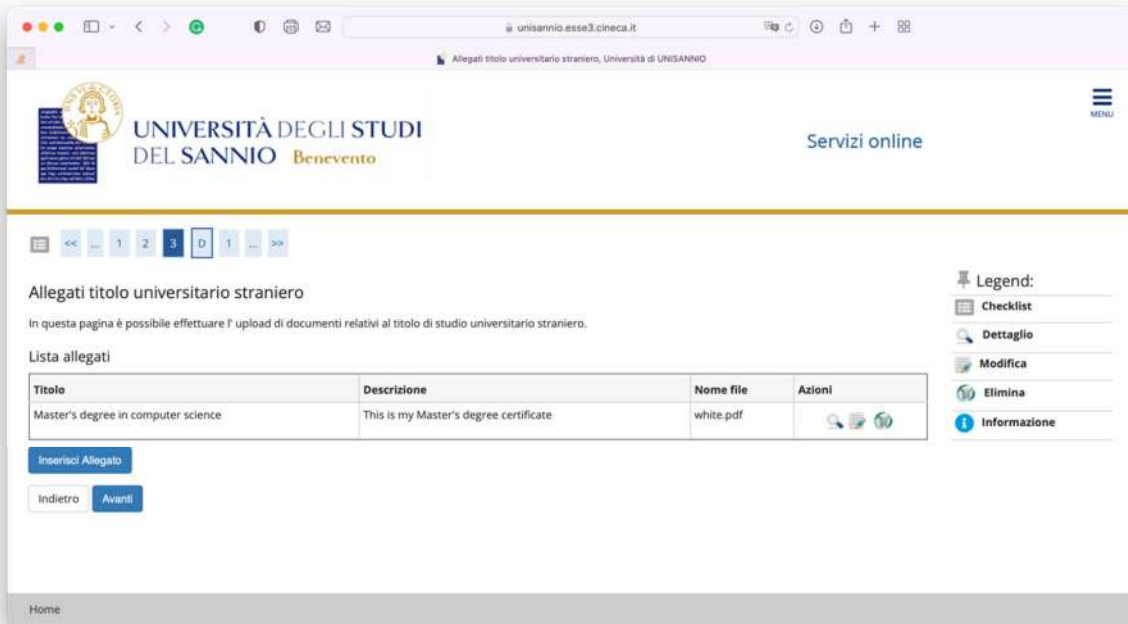 unisannio.esse3.cineca.it
Allegati titolo universitario straniero, Università di UNISANNIO
UNIVERSITÀ DEGLI STUDI
DEL SANNIO Benevento
Servizi online
MENU
<< ... 1 2 3 D 1 ... >>
Allegati titolo universitario straniero
In questa pagina è possibile effettuare l' upload di documenti relativi al titolo di studio universitario straniero.
Lista allegati
Titolo Descrizione Nome file Azioni
Master's degree in computer science This is my Master's degree certificate white.pdf
Inserisci Allegato
Indietro Avanti
Legend:
Checklist
Dettaglio
Modifica
Elimina
Informazione
Home